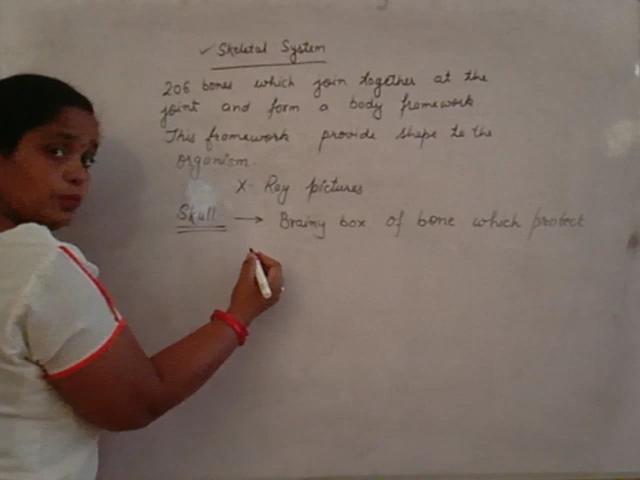 ✓ Skeletal System
206 bones which join together at the
joint and form a body framework
This framework provide shape to the
organism.
X-Ray pictures
Skull → Brainy box of bone which protect